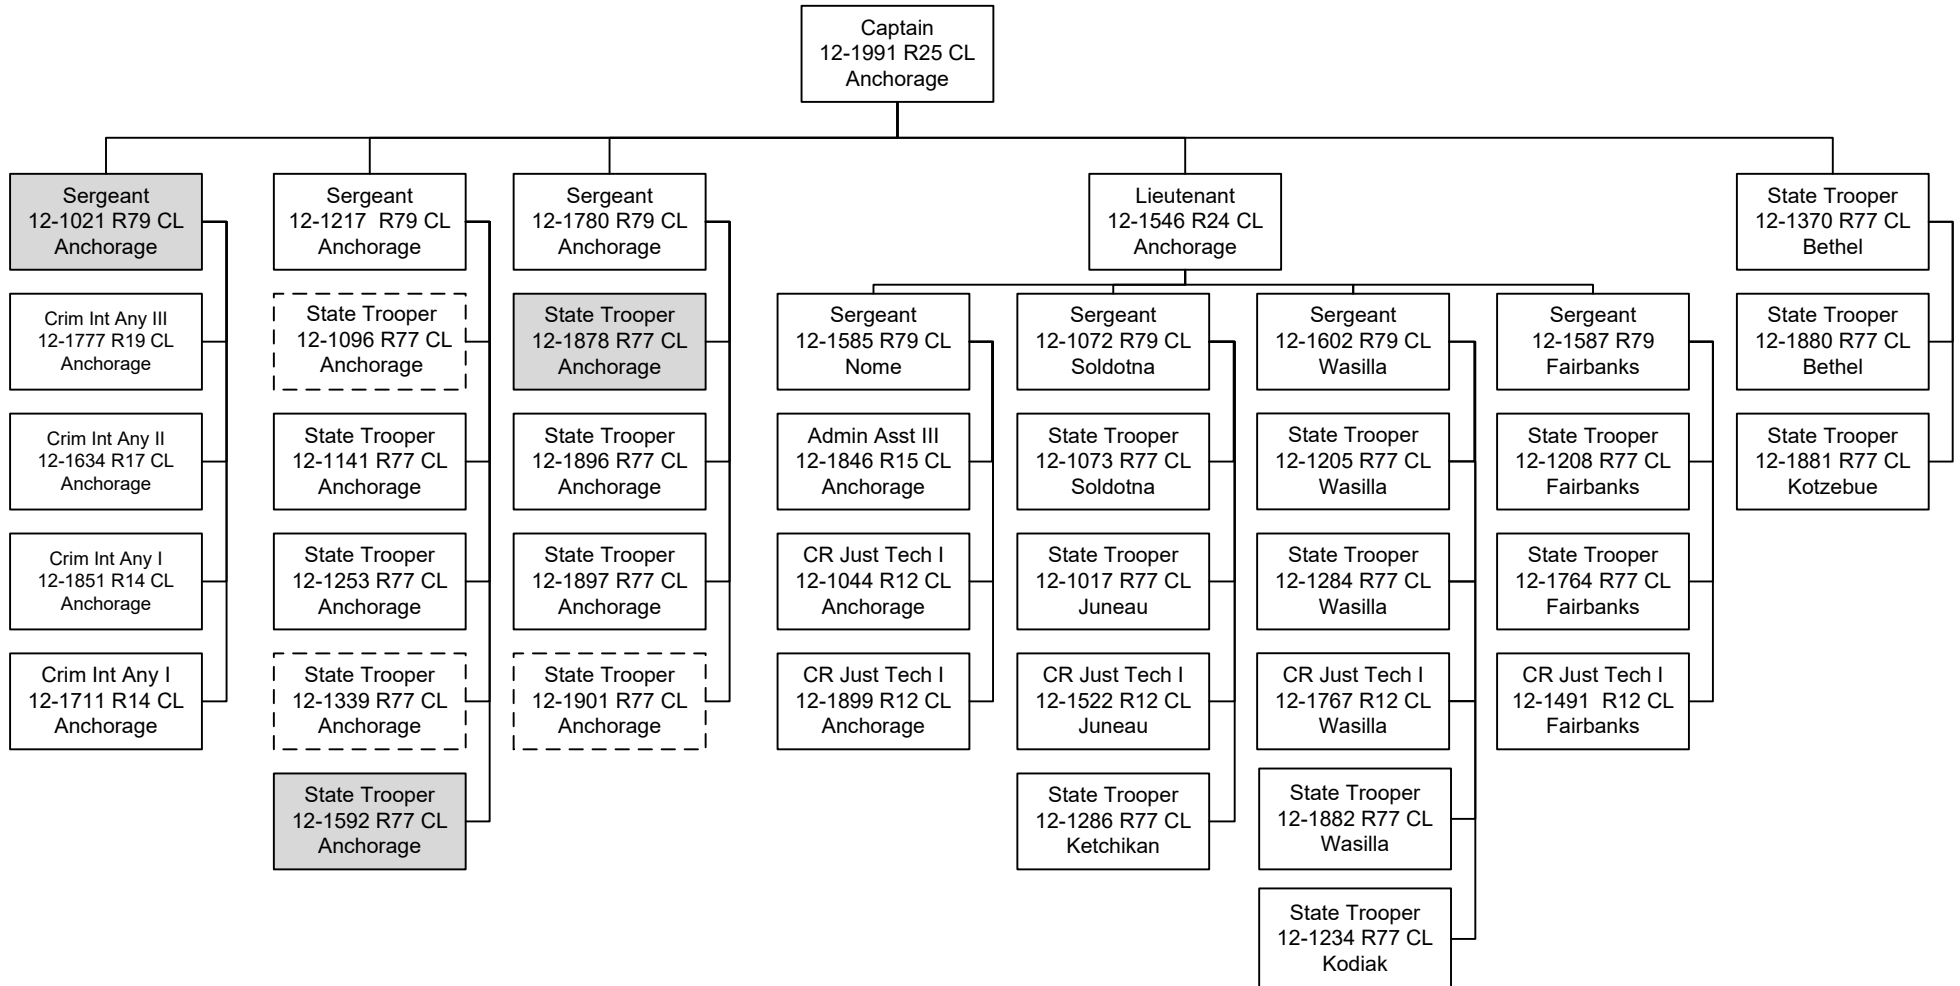 Captain
12-1991 R25 CL
Anchorage
Sergeant
12-1021 R79 CL
Anchorage
Crim Int Any III
12-1777 R19 CL
Anchorage
Crim Int Any II
12-1634 R17 CL
Anchorage
Crim Int Any I
12-1851 R14 CL
Anchorage
Crim Int Any I
12-1711 R14 CL
Anchorage
Sergeant
12-1217 R79 CL
Anchorage
State Trooper
12-1096 R77 CL
Anchorage
State Trooper
12-1141 R77 CL
Anchorage
State Trooper
12-1253 R77 CL
Anchorage
State Trooper
12-1339 R77 CL
Anchorage
State Trooper
12-1592 R77 CL
Anchorage
Sergeant
12-1780 R79 CL
Anchorage
State Trooper
12-1878 R77 CL
Anchorage
State Trooper
12-1896 R77 CL
Anchorage
State Trooper
12-1897 R77 CL
Anchorage
State Trooper
12-1901 R77 CL
Anchorage
Lieutenant
12-1546 R24 CL
Anchorage
Sergeant
12-1585 R79 CL
Nome
Admin Asst III
12-1846 R15 CL
Anchorage
CR Just Tech I
12-1044 R12 CL
Anchorage
CR Just Tech I
12-1899 R12 CL
Anchorage
Sergeant
12-1072 R79 CL
Soldotna
State Trooper
12-1073 R77 CL
Soldotna
State Trooper
12-1017 R77 CL
Juneau
CR Just Tech I
12-1522 R12 CL
Juneau
State Trooper
12-1286 R77 CL
Ketchikan
Sergeant
12-1602 R79 CL
Wasilla
State Trooper
12-1205 R77 CL
Wasilla
State Trooper
12-1284 R77 CL
Wasilla
CR Just Tech I
12-1767 R12 CL
Wasilla
State Trooper
12-1882 R77 CL
Wasilla
State Trooper
12-1234 R77 CL
Kodiak
Sergeant
12-1587 R79
Fairbanks
State Trooper
12-1208 R77 CL
Fairbanks
State Trooper
12-1764 R77 CL
Fairbanks
CR Just Tech I
12-1491 R12 CL
Fairbanks
State Trooper
12-1370 R77 CL
Bethel
State Trooper
12-1880 R77 CL
Bethel
State Trooper
12-1881 R77 CL
Kotzebue